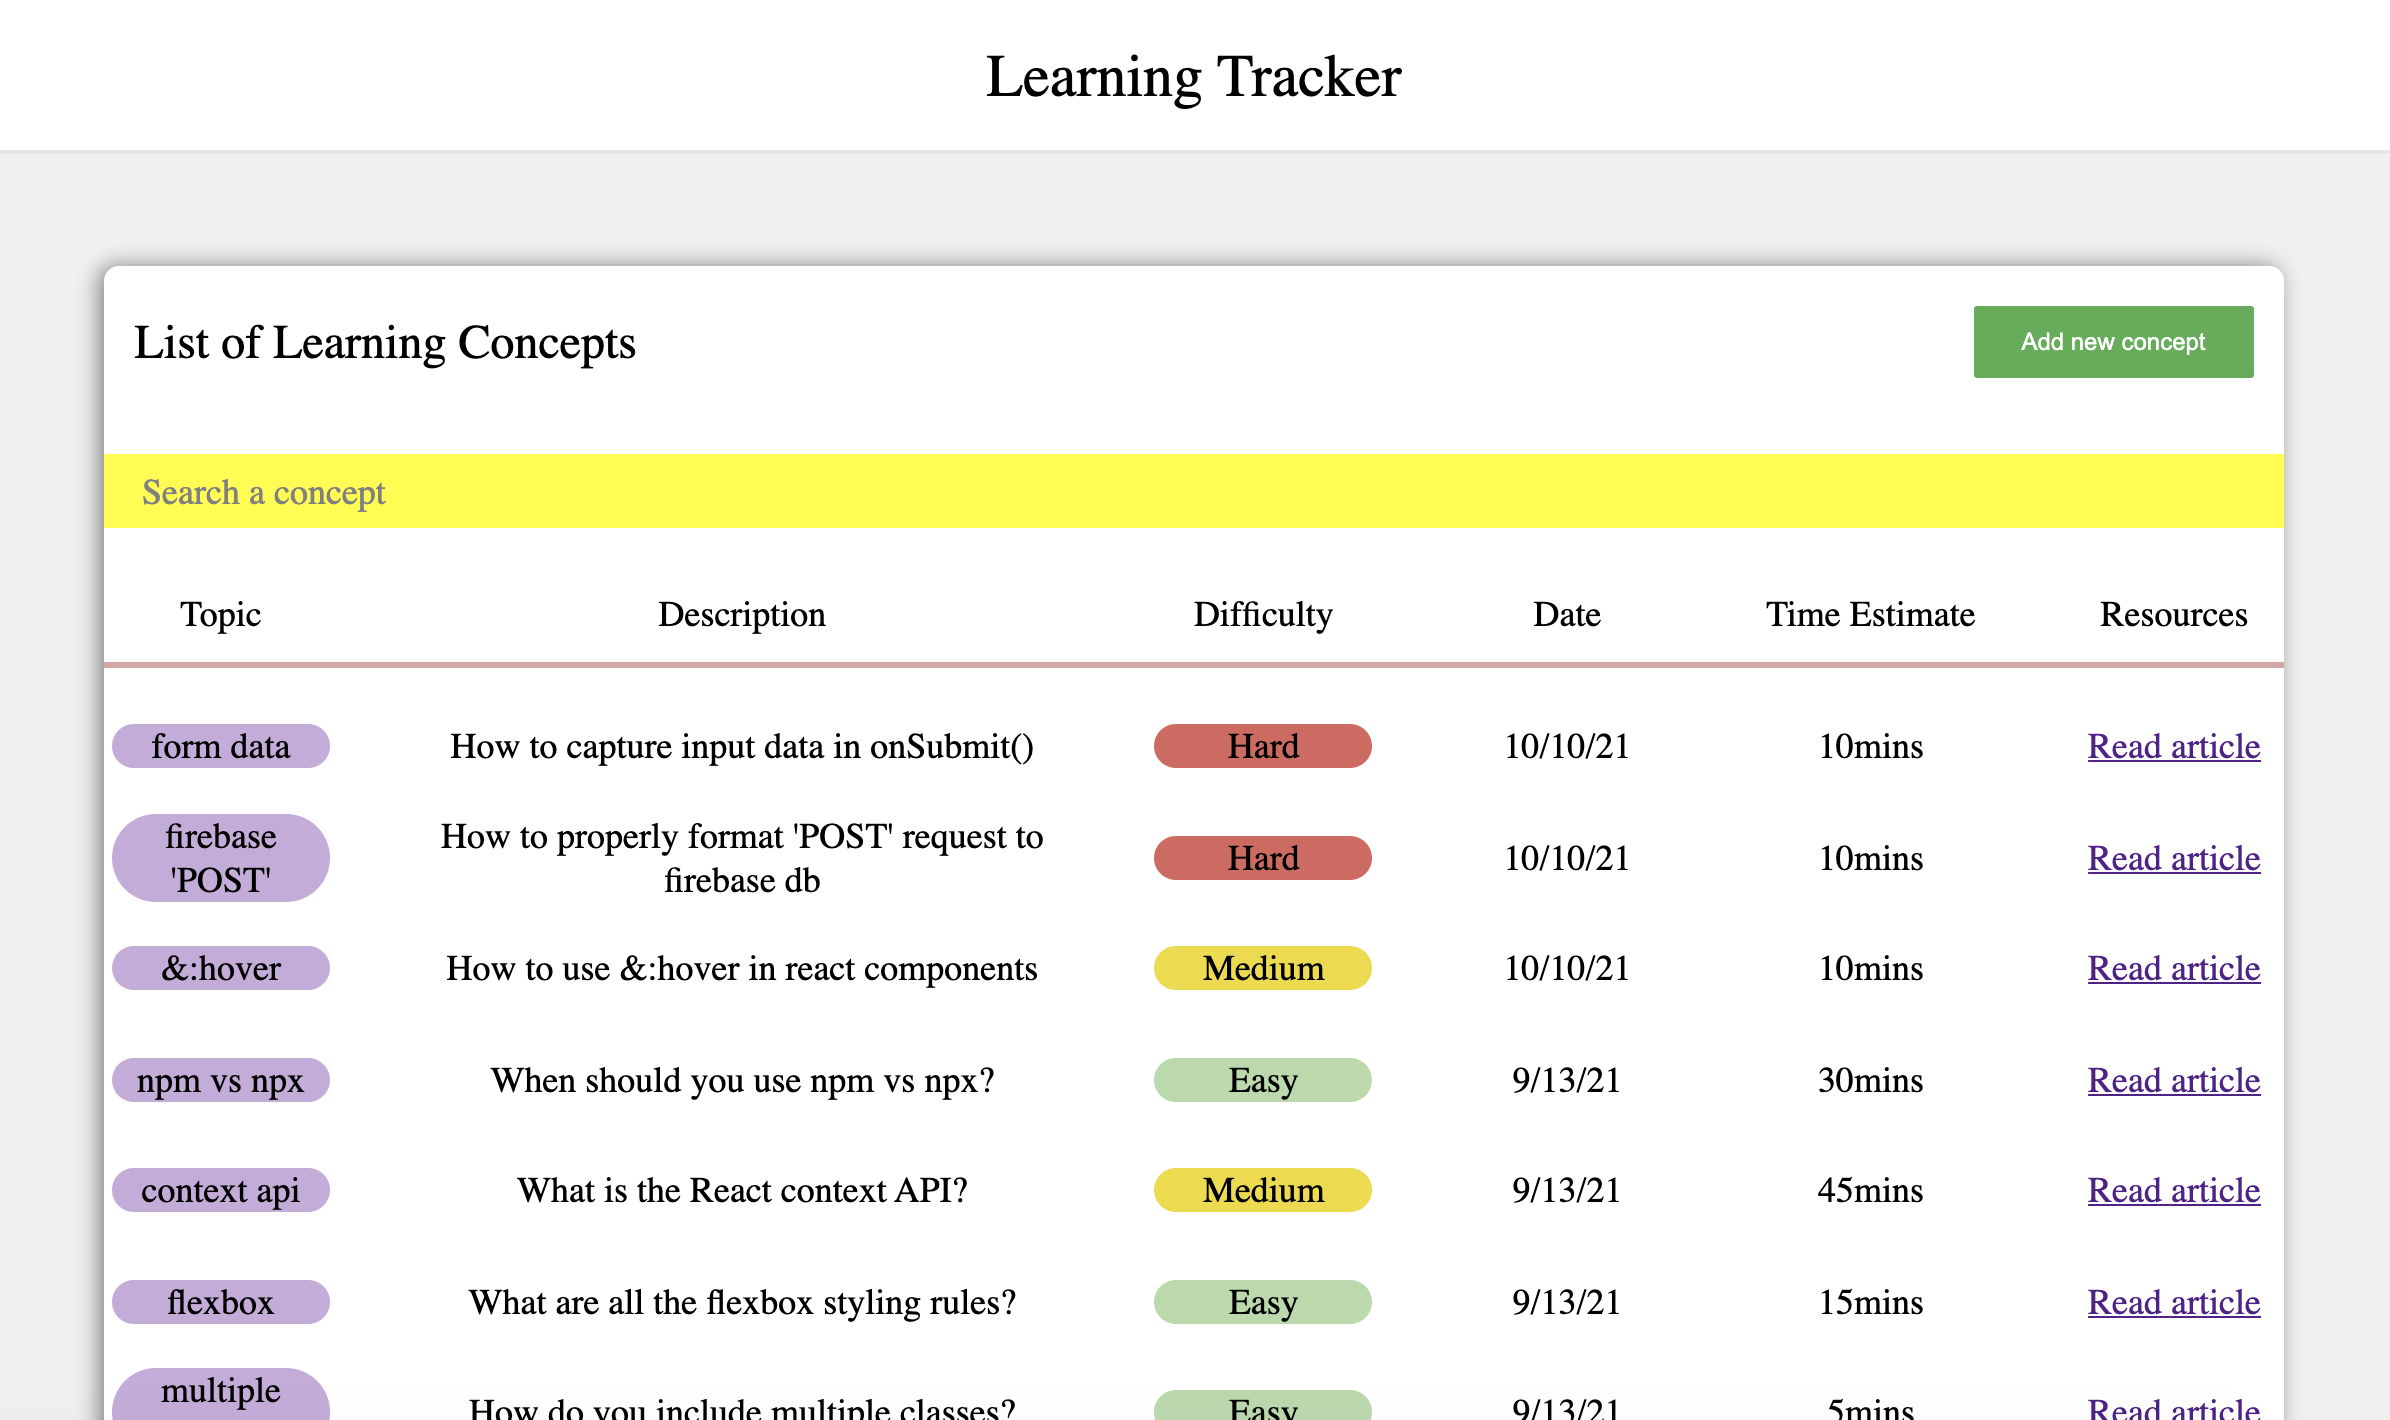 Learning Tracker
List of Learning Concepts
Add new concept
Search a concept
Topic Description Difficulty Date Time Estimate Resources
form data How to capture input data in onSubmit() Hard 10/10/21 10mins Read article
firebase 'POST' How to properly format 'POST' request to firebase db Hard 10/10/21 10mins Read article
&:hover How to use &:hover in react components Medium 10/10/21 10mins Read article
npm vs npx When should you use npm vs npx? Easy 9/13/21 30mins Read article
context api What is the React context API? Medium 9/13/21 45mins Read article
flexbox What are all the flexbox styling rules? Easy 9/13/21 15mins Read article
multiple How do you include multiple classes? Easy 9/13/21 5mins Read article